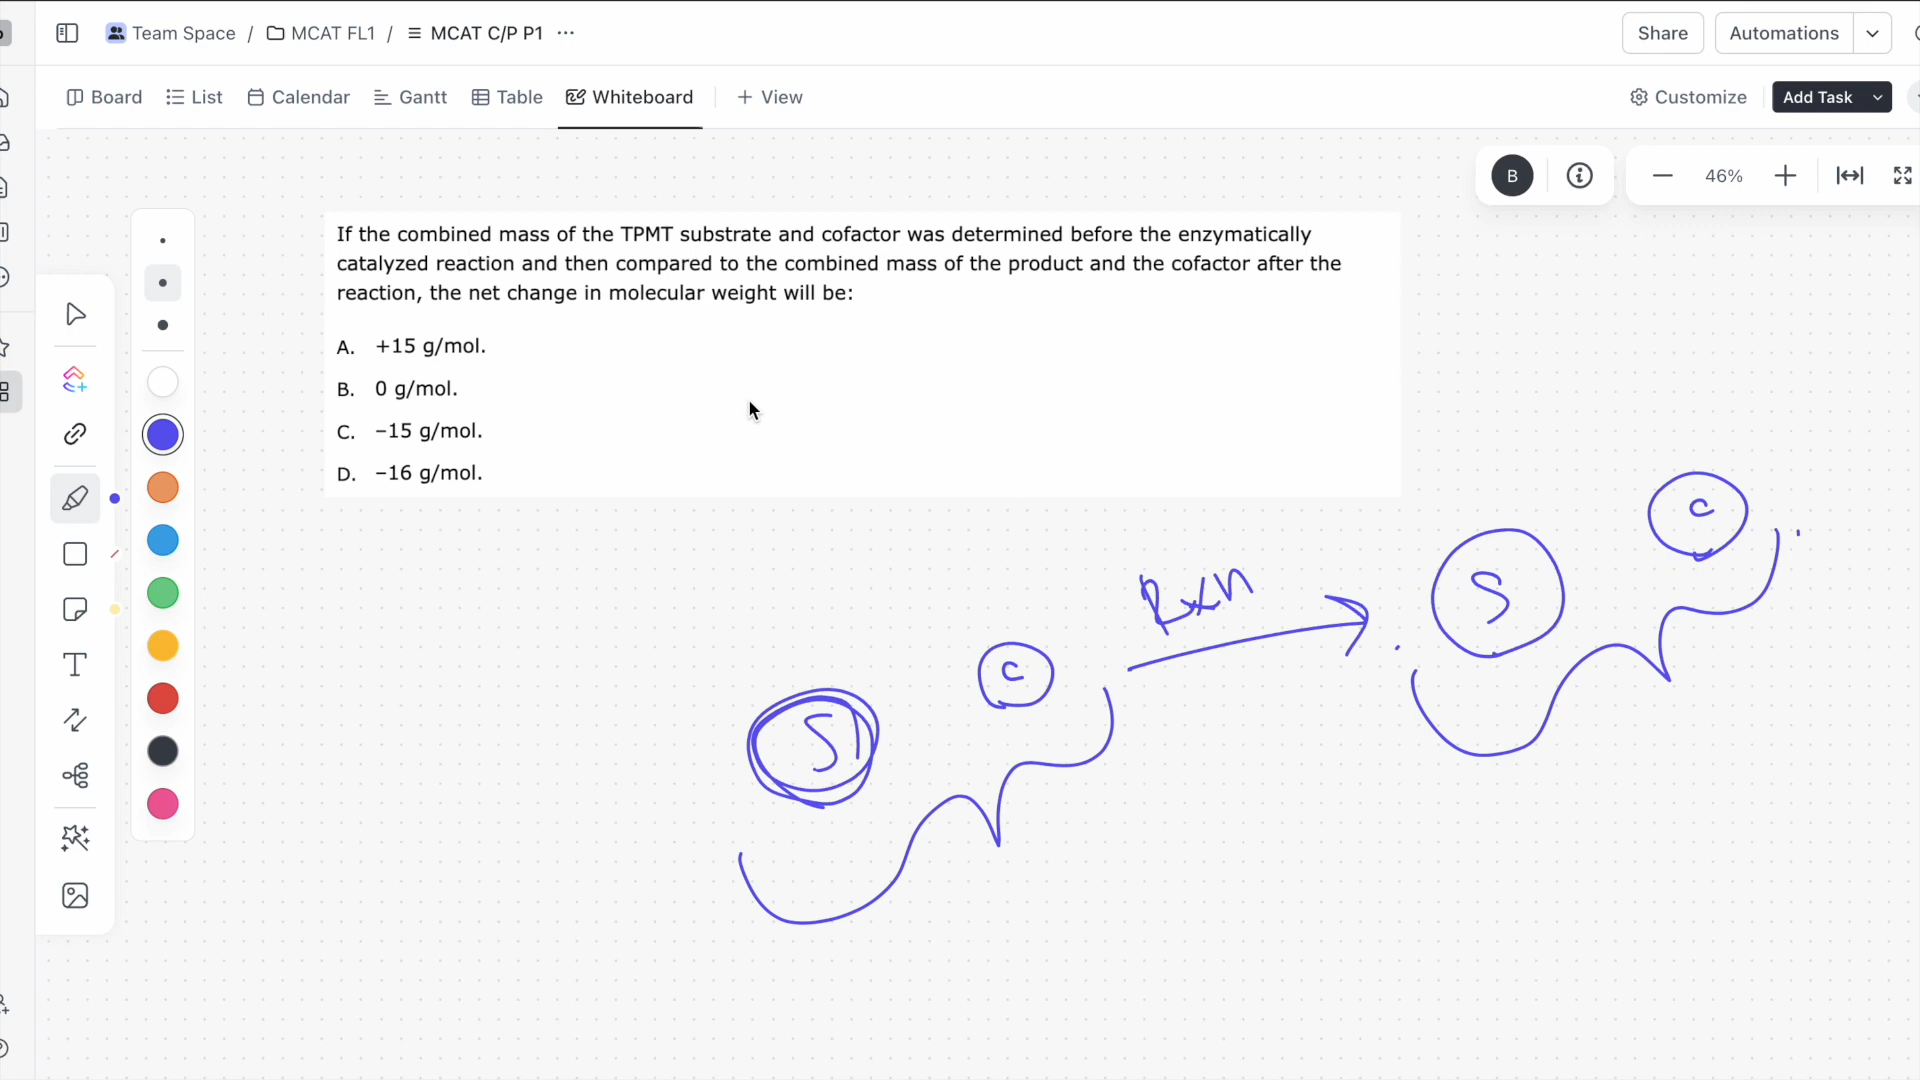 Team Space / MCAT FL1 / MCAT C/P P1 ···
Share
Automations
Board
List
Calendar
Gantt
Table
Whiteboard
+ View
Customize
Add Task
B
46%
If the combined mass of the TPMT substrate and cofactor was determined before the enzymatically
catalyzed reaction and then compared to the combined mass of the product and the cofactor after the
reaction, the net change in molecular weight will be:
A. +15 g/mol.
B. 0 g/mol.
C. −15 g/mol.
D. −16 g/mol.
C
S
Rxn
C
S
T